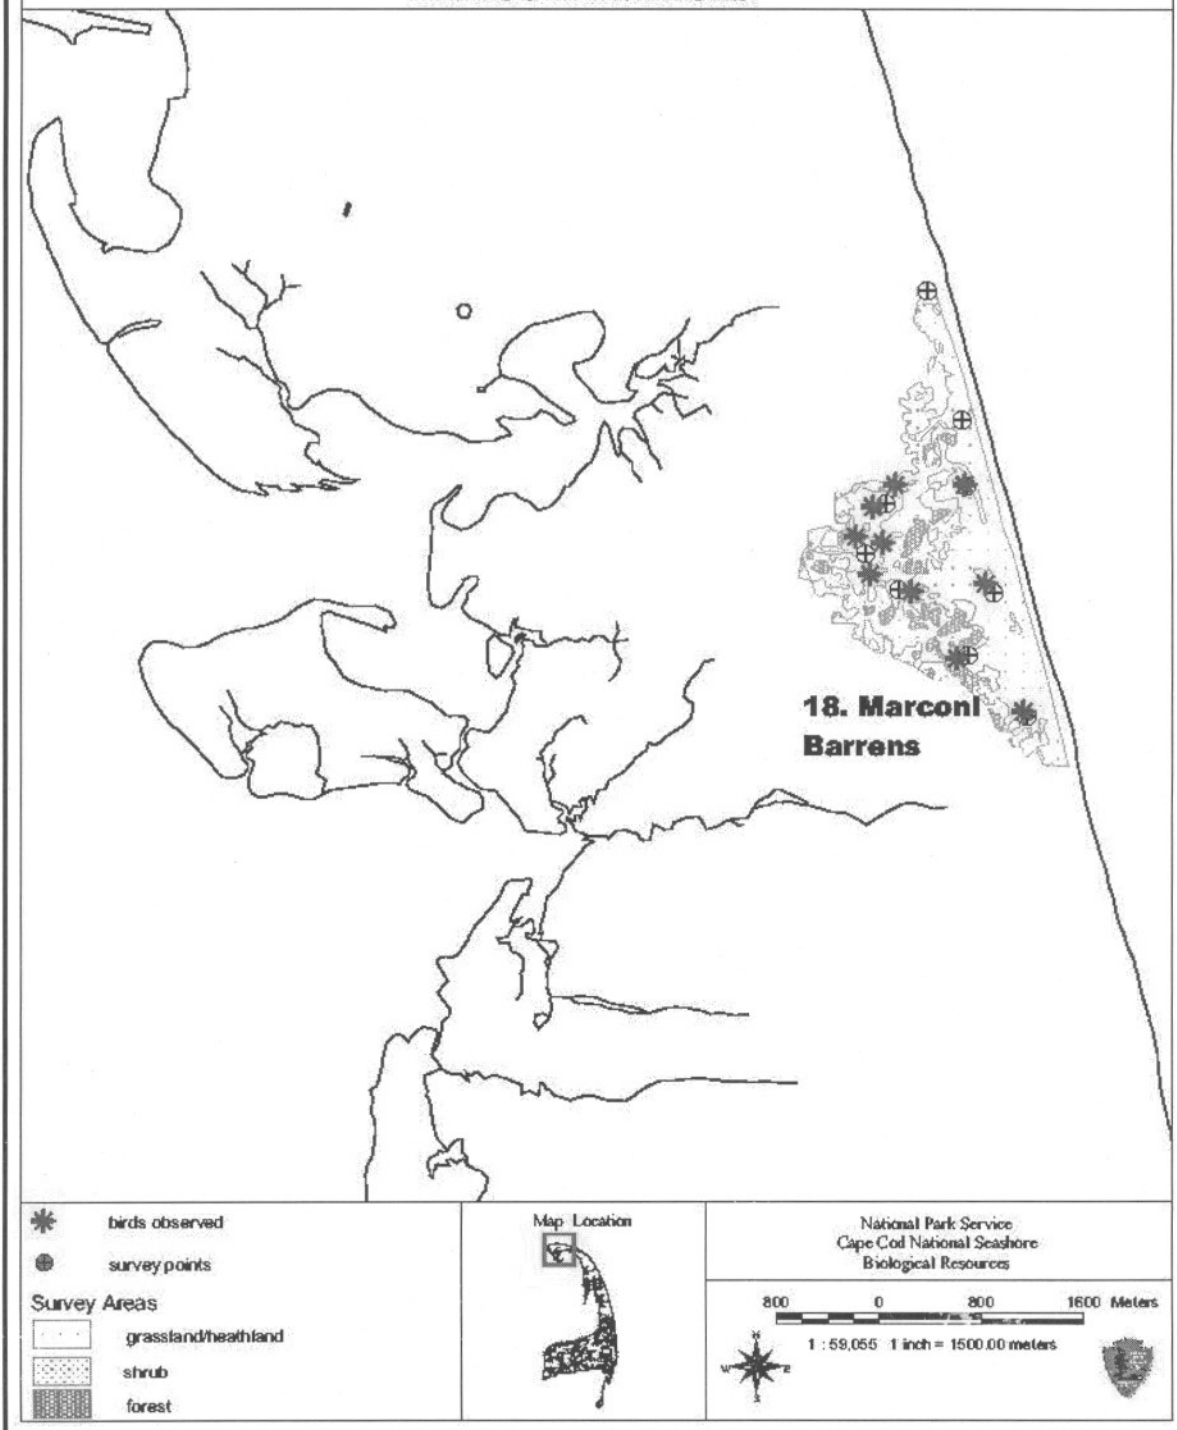 18. Marconi
Barrens
birds observed
survey points
Survey Areas
grassland/heathland
shrub
forest
Map Location
National Park Service
Cape Cod National Seashore
Biological Resources
800 0 800 1600 Meters
1 : 59,055 1 inch = 1500.00 meters
N
W E
S